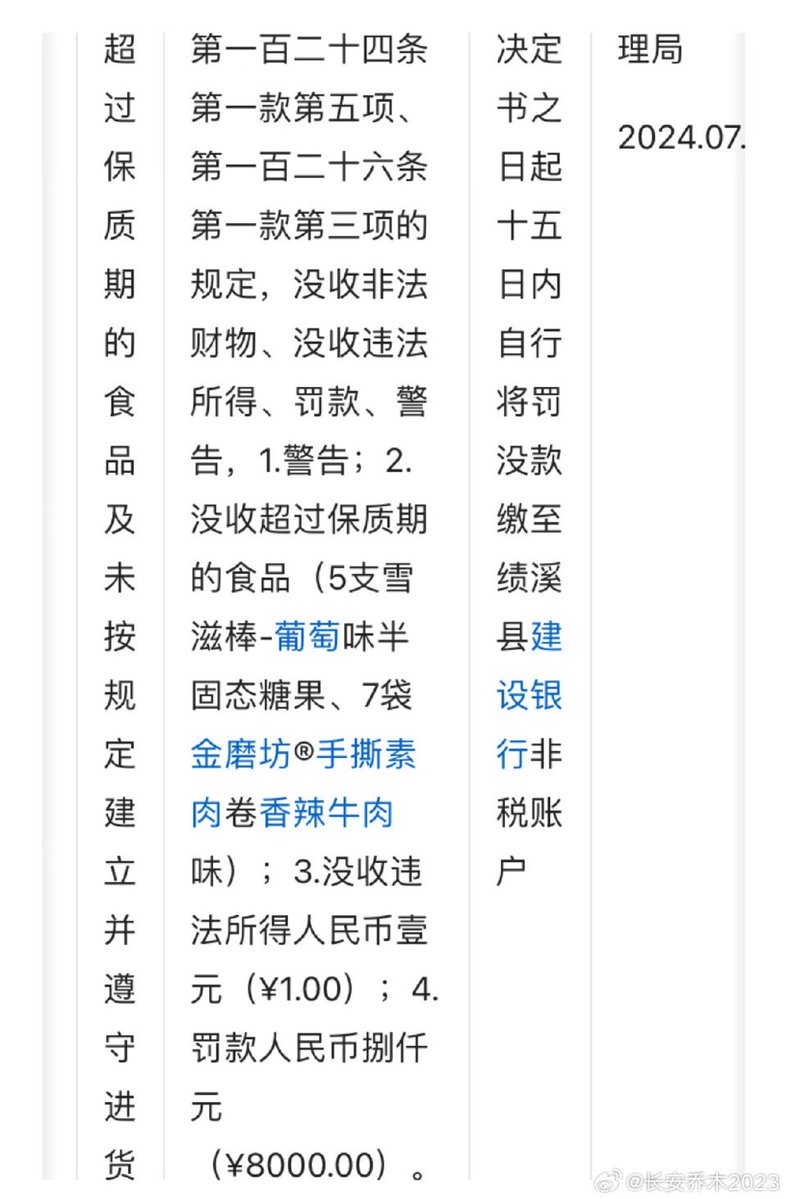 超
过
保
质
期
的
食
品
及
未
按
规
定
建
立
并
遵
守
进
货
第一百二十四条
第一款第五项、
第一百二十六条
第一款第三项的
规定，没收非法
财物、没收违法
所得、罚款、警
告，1.警告；2.
没收超过保质期
的食品（5支雪
滋棒-葡萄味半
固态糖果、7袋
金磨坊®手撕素
肉卷香辣牛肉
味）；3.没收违
法所得人民币壹
元（¥1.00）；4.
罚款人民币捌仟
元
（¥8000.00）。
决定
书之
日起
十五
日内
自行
将罚
没款
缴至
绩溪
县建
设银
行非
税账
户
理局
2024.07.
@长安乔木2023